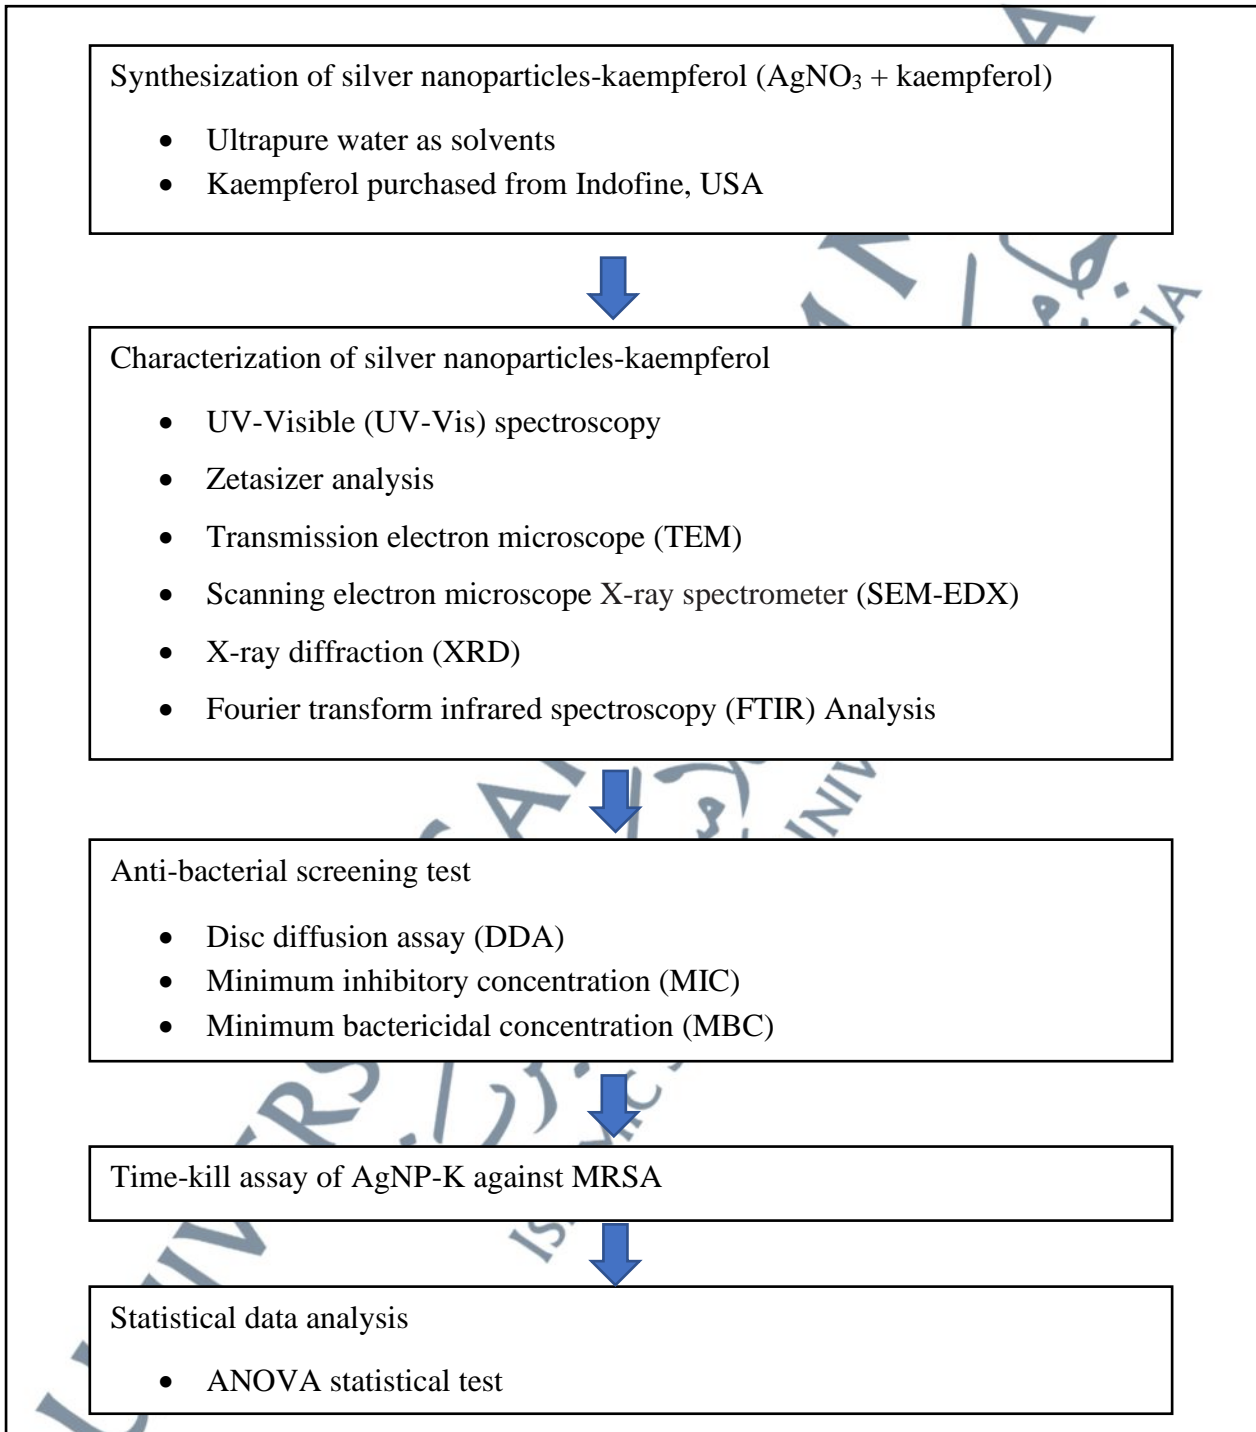 Synthesization of silver nanoparticles-kaempferol (AgNO₃ + kaempferol)
• Ultrapure water as solvents
• Kaempferol purchased from Indofine, USA
Characterization of silver nanoparticles-kaempferol
• UV-Visible (UV-Vis) spectroscopy
• Zetasizer analysis
• Transmission electron microscope (TEM)
• Scanning electron microscope X-ray spectrometer (SEM-EDX)
• X-ray diffraction (XRD)
• Fourier transform infrared spectroscopy (FTIR) Analysis
Anti-bacterial screening test
• Disc diffusion assay (DDA)
• Minimum inhibitory concentration (MIC)
• Minimum bactericidal concentration (MBC)
Time-kill assay of AgNP-K against MRSA
Statistical data analysis
• ANOVA statistical test